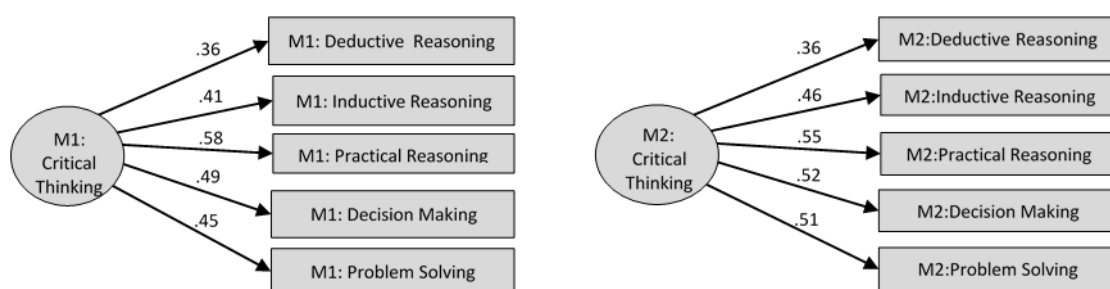 M1:
Critical
Thinking
.36
.41
.58
.49
.45
M1: Deductive Reasoning
M1: Inductive Reasoning
M1: Practical Reasoning
M1: Decision Making
M1: Problem Solving
M2:
Critical
Thinking
.36
.46
.55
.52
.51
M2:Deductive Reasoning
M2:Inductive Reasoning
M2:Practical Reasoning
M2:Decision Making
M2:Problem Solving